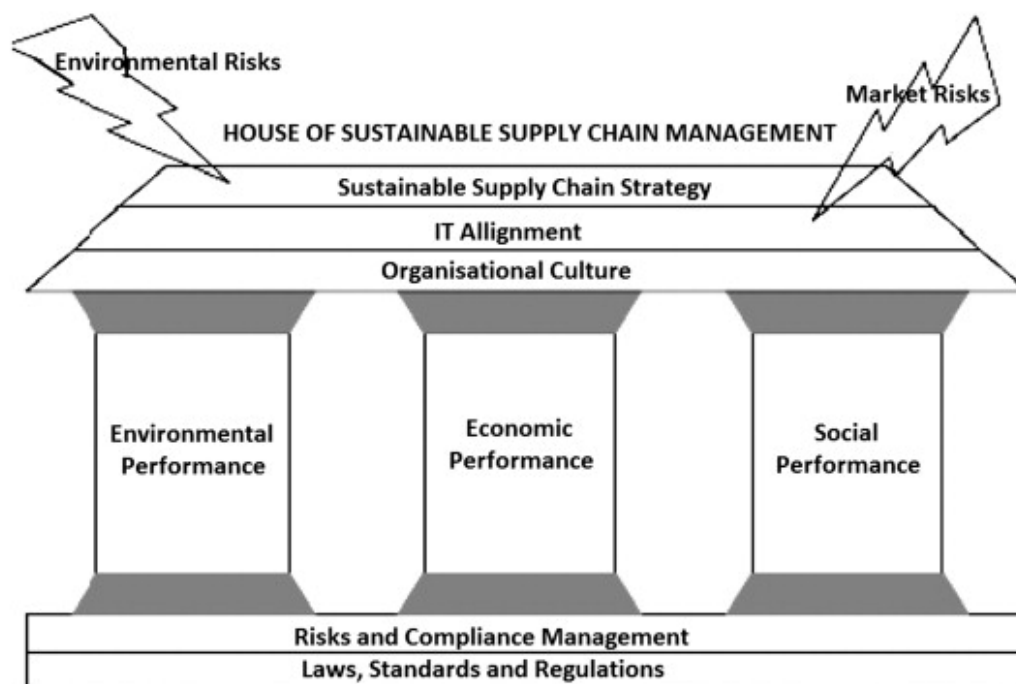 Environmental Risks
Market Risks
HOUSE OF SUSTAINABLE SUPPLY CHAIN MANAGEMENT
Sustainable Supply Chain Strategy
IT Allignment
Organisational Culture
Environmental
Performance
Economic
Performance
Social
Performance
Risks and Compliance Management
Laws, Standards and Regulations